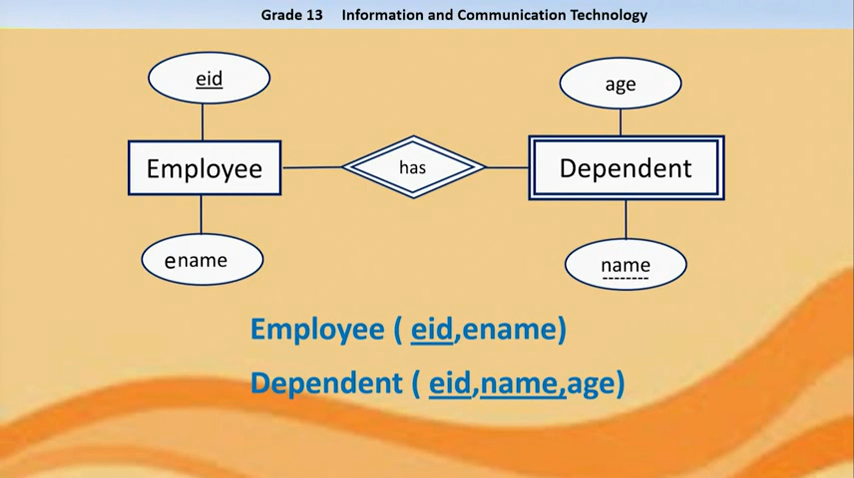 Grade 13 Information and Communication Technology
eid
age
Employee
has
Dependent
ename
name
Employee ( eid,ename)
Dependent ( eid,name,age)